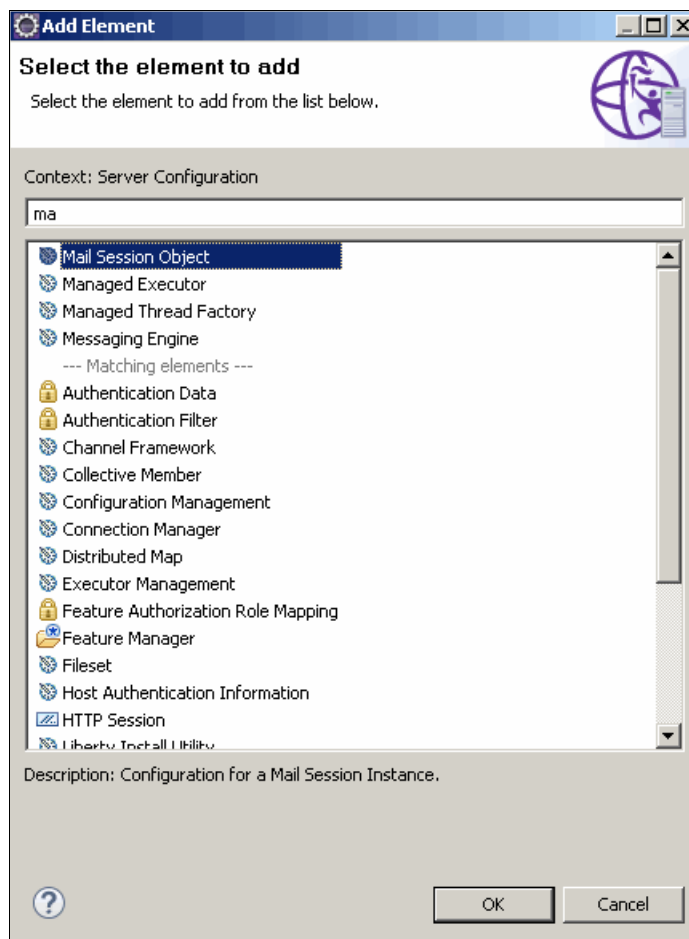 Add Element
Select the element to add
Select the element to add from the list below.
Context: Server Configuration
ma
Mail Session Object
Managed Executor
Managed Thread Factory
Messaging Engine
--- Matching elements ---
Authentication Data
Authentication Filter
Channel Framework
Collective Member
Configuration Management
Connection Manager
Distributed Map
Executor Management
Feature Authorization Role Mapping
Feature Manager
Fileset
Host Authentication Information
HTTP Session
Liberty Install Utility
Description: Configuration for a Mail Session Instance.
?
OK Cancel